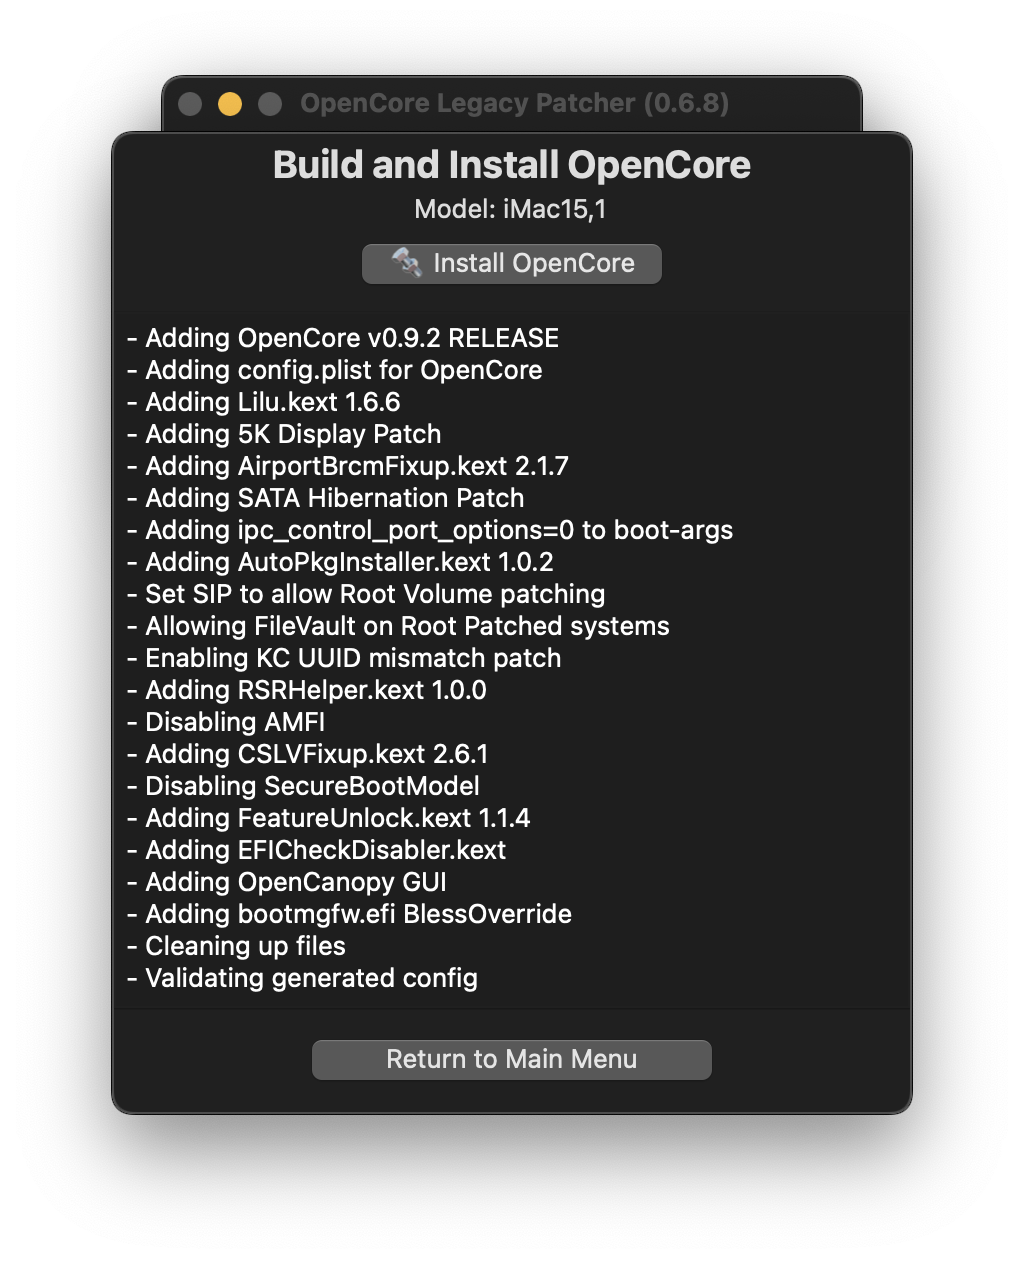 OpenCore Legacy Patcher (0.6.8)
Build and Install OpenCore
Model: iMac15,1
Install OpenCore
- Adding OpenCore v0.9.2 RELEASE
- Adding config.plist for OpenCore
- Adding Lilu.kext 1.6.6
- Adding 5K Display Patch
- Adding AirportBrcmFixup.kext 2.1.7
- Adding SATA Hibernation Patch
- Adding ipc_control_port_options=0 to boot-args
- Adding AutoPkgInstaller.kext 1.0.2
- Set SIP to allow Root Volume patching
- Allowing FileVault on Root Patched systems
- Enabling KC UUID mismatch patch
- Adding RSRHelper.kext 1.0.0
- Disabling AMFI
- Adding CSLVFixup.kext 2.6.1
- Disabling SecureBootModel
- Adding FeatureUnlock.kext 1.1.4
- Adding EFICheckDisabler.kext
- Adding OpenCanopy GUI
- Adding bootmgfw.efi BlessOverride
- Cleaning up files
- Validating generated config
Return to Main Menu